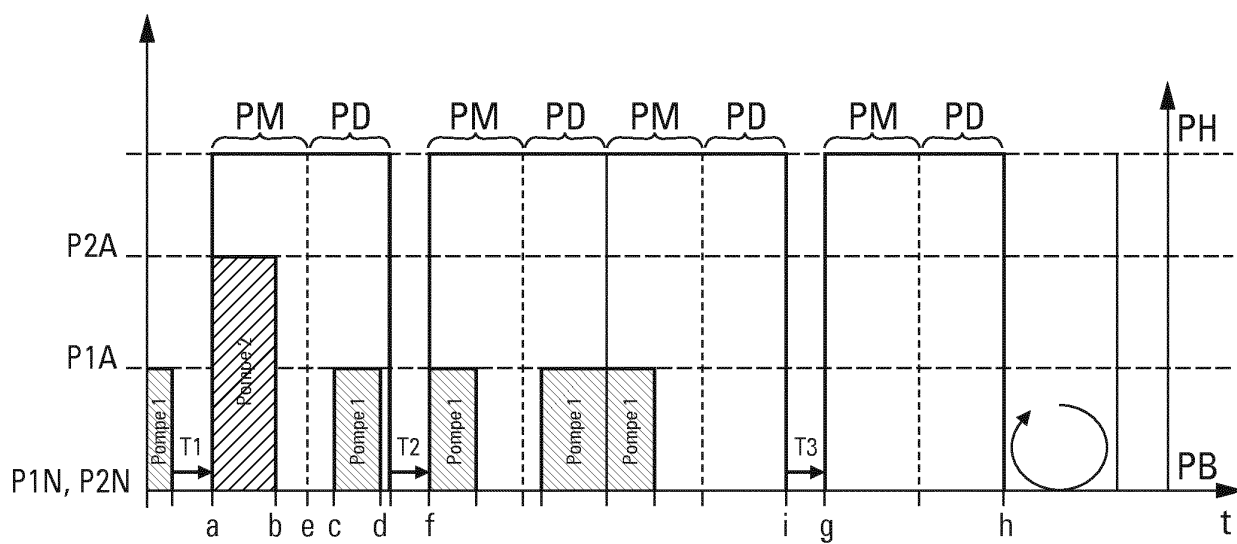 PM PD PM PD PM PD PM PD
PH
P2A
P1A
Pompe 1
T1
Pompe 2
Pompe 1
T2
Pompe 1
Pompe 1
Pompe 1
T3
P1N, P2N
PB
a b e c d f i g h t